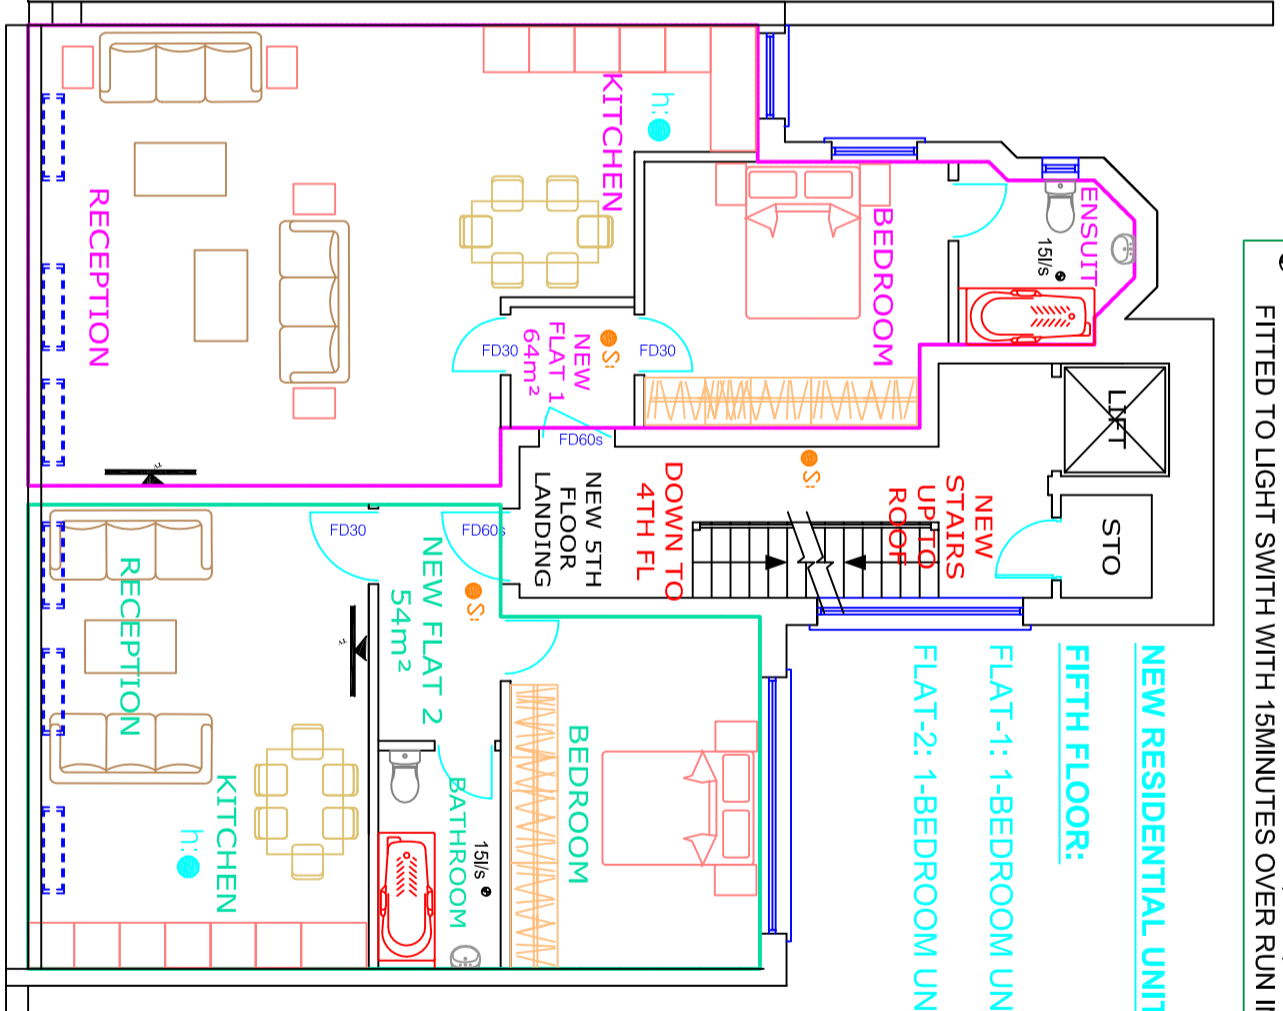 FITTED TO LIGHT SWITH WITH 15MINUTES OVER RUN
NEW RESIDENTIAL UNIT
FIFTH FLOOR:
FLAT-1: 1-BEDROOM UN
FLAT-2: 1-BEDROOM UN
ENSUIT
15l/s
LIFT
STO
BEDROOM
NEW
STAIRS
UP TO
ROOF
S:
KITCHEN
h:
FD30
FD30
S:
NEW
FLAT 1
64m²
FD60s
DOWN TO
4TH FL
NEW 5TH
FLOOR
LANDING
RECEPTION
FD30
FD60s
S:
NEW FLAT 2
54m²
BEDROOM
BATHROOM
15l/s
RECEPTION
KITCHEN
h: